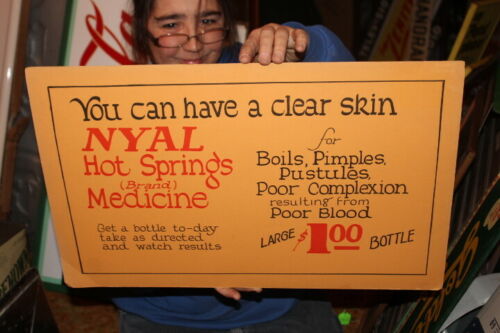 You can have a clear skin
NYAL
Hot Springs
(Brand)
Medicine
Get a bottle to-day
take as directed
and watch results
for
Boils, Pimples,
Pustules,
Poor Complexion
resulting from
Poor Blood
LARGE $1.00 BOTTLE